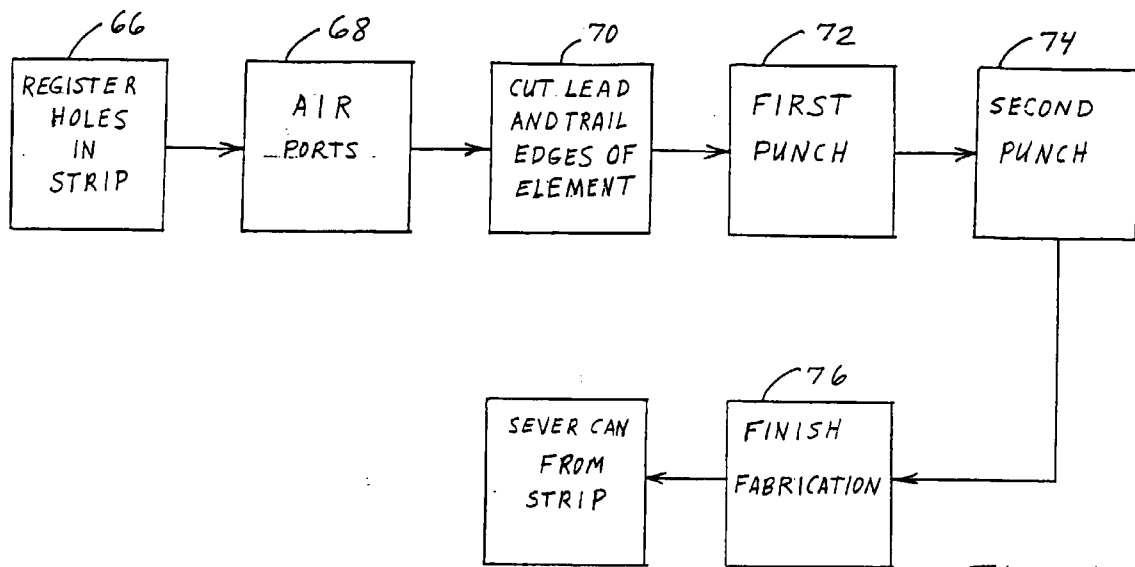 66
REGISTER
HOLES
IN
STRIP
68
AIR
PORTS
70
CUT LEAD
AND TRAIL
EDGES OF
ELEMENT
72
FIRST
PUNCH
74
SECOND
PUNCH
76
FINISH
FABRICATION
SEVER CAN
FROM
STRIP